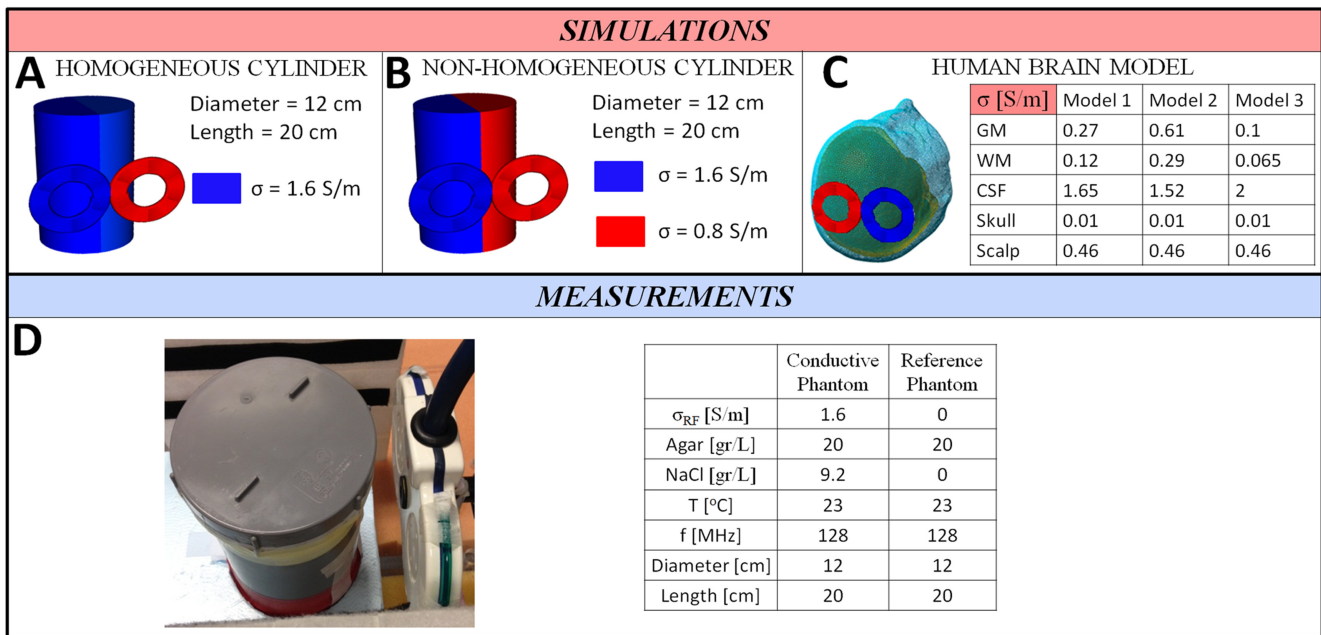 SIMULATIONS
A HOMOGENEOUS CYLINDER
Diameter = 12 cm
Length = 20 cm
σ = 1.6 S/m
B NON-HOMOGENEOUS CYLINDER
Diameter = 12 cm
Length = 20 cm
σ = 1.6 S/m
σ = 0.8 S/m
C HUMAN BRAIN MODEL
σ [S/m] Model 1 Model 2 Model 3
GM 0.27 0.61 0.1
WM 0.12 0.29 0.065
CSF 1.65 1.52 2
Skull 0.01 0.01 0.01
Scalp 0.46 0.46 0.46
MEASUREMENTS
D
Conductive Phantom Reference Phantom
σRF [S/m] 1.6 0
Agar [gr/L] 20 20
NaCl [gr/L] 9.2 0
T [°C] 23 23
f [MHz] 128 128
Diameter [cm] 12 12
Length [cm] 20 20